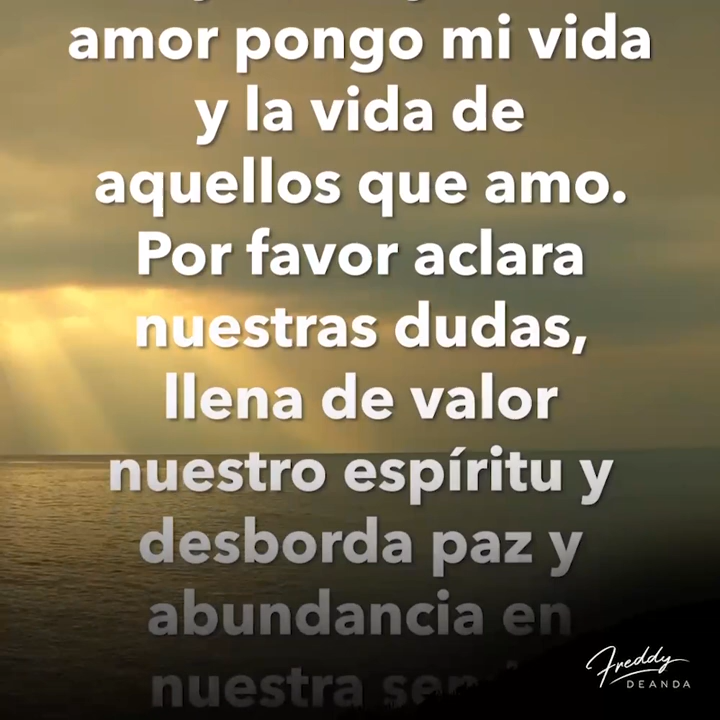 amor pongo mi vida
y la vida de
aquellos que amo.
Por favor aclara
nuestras dudas,
llena de valor
nuestro espíritu y
desborda paz y
abundancia en
nuestra
Freddy
DEANDA